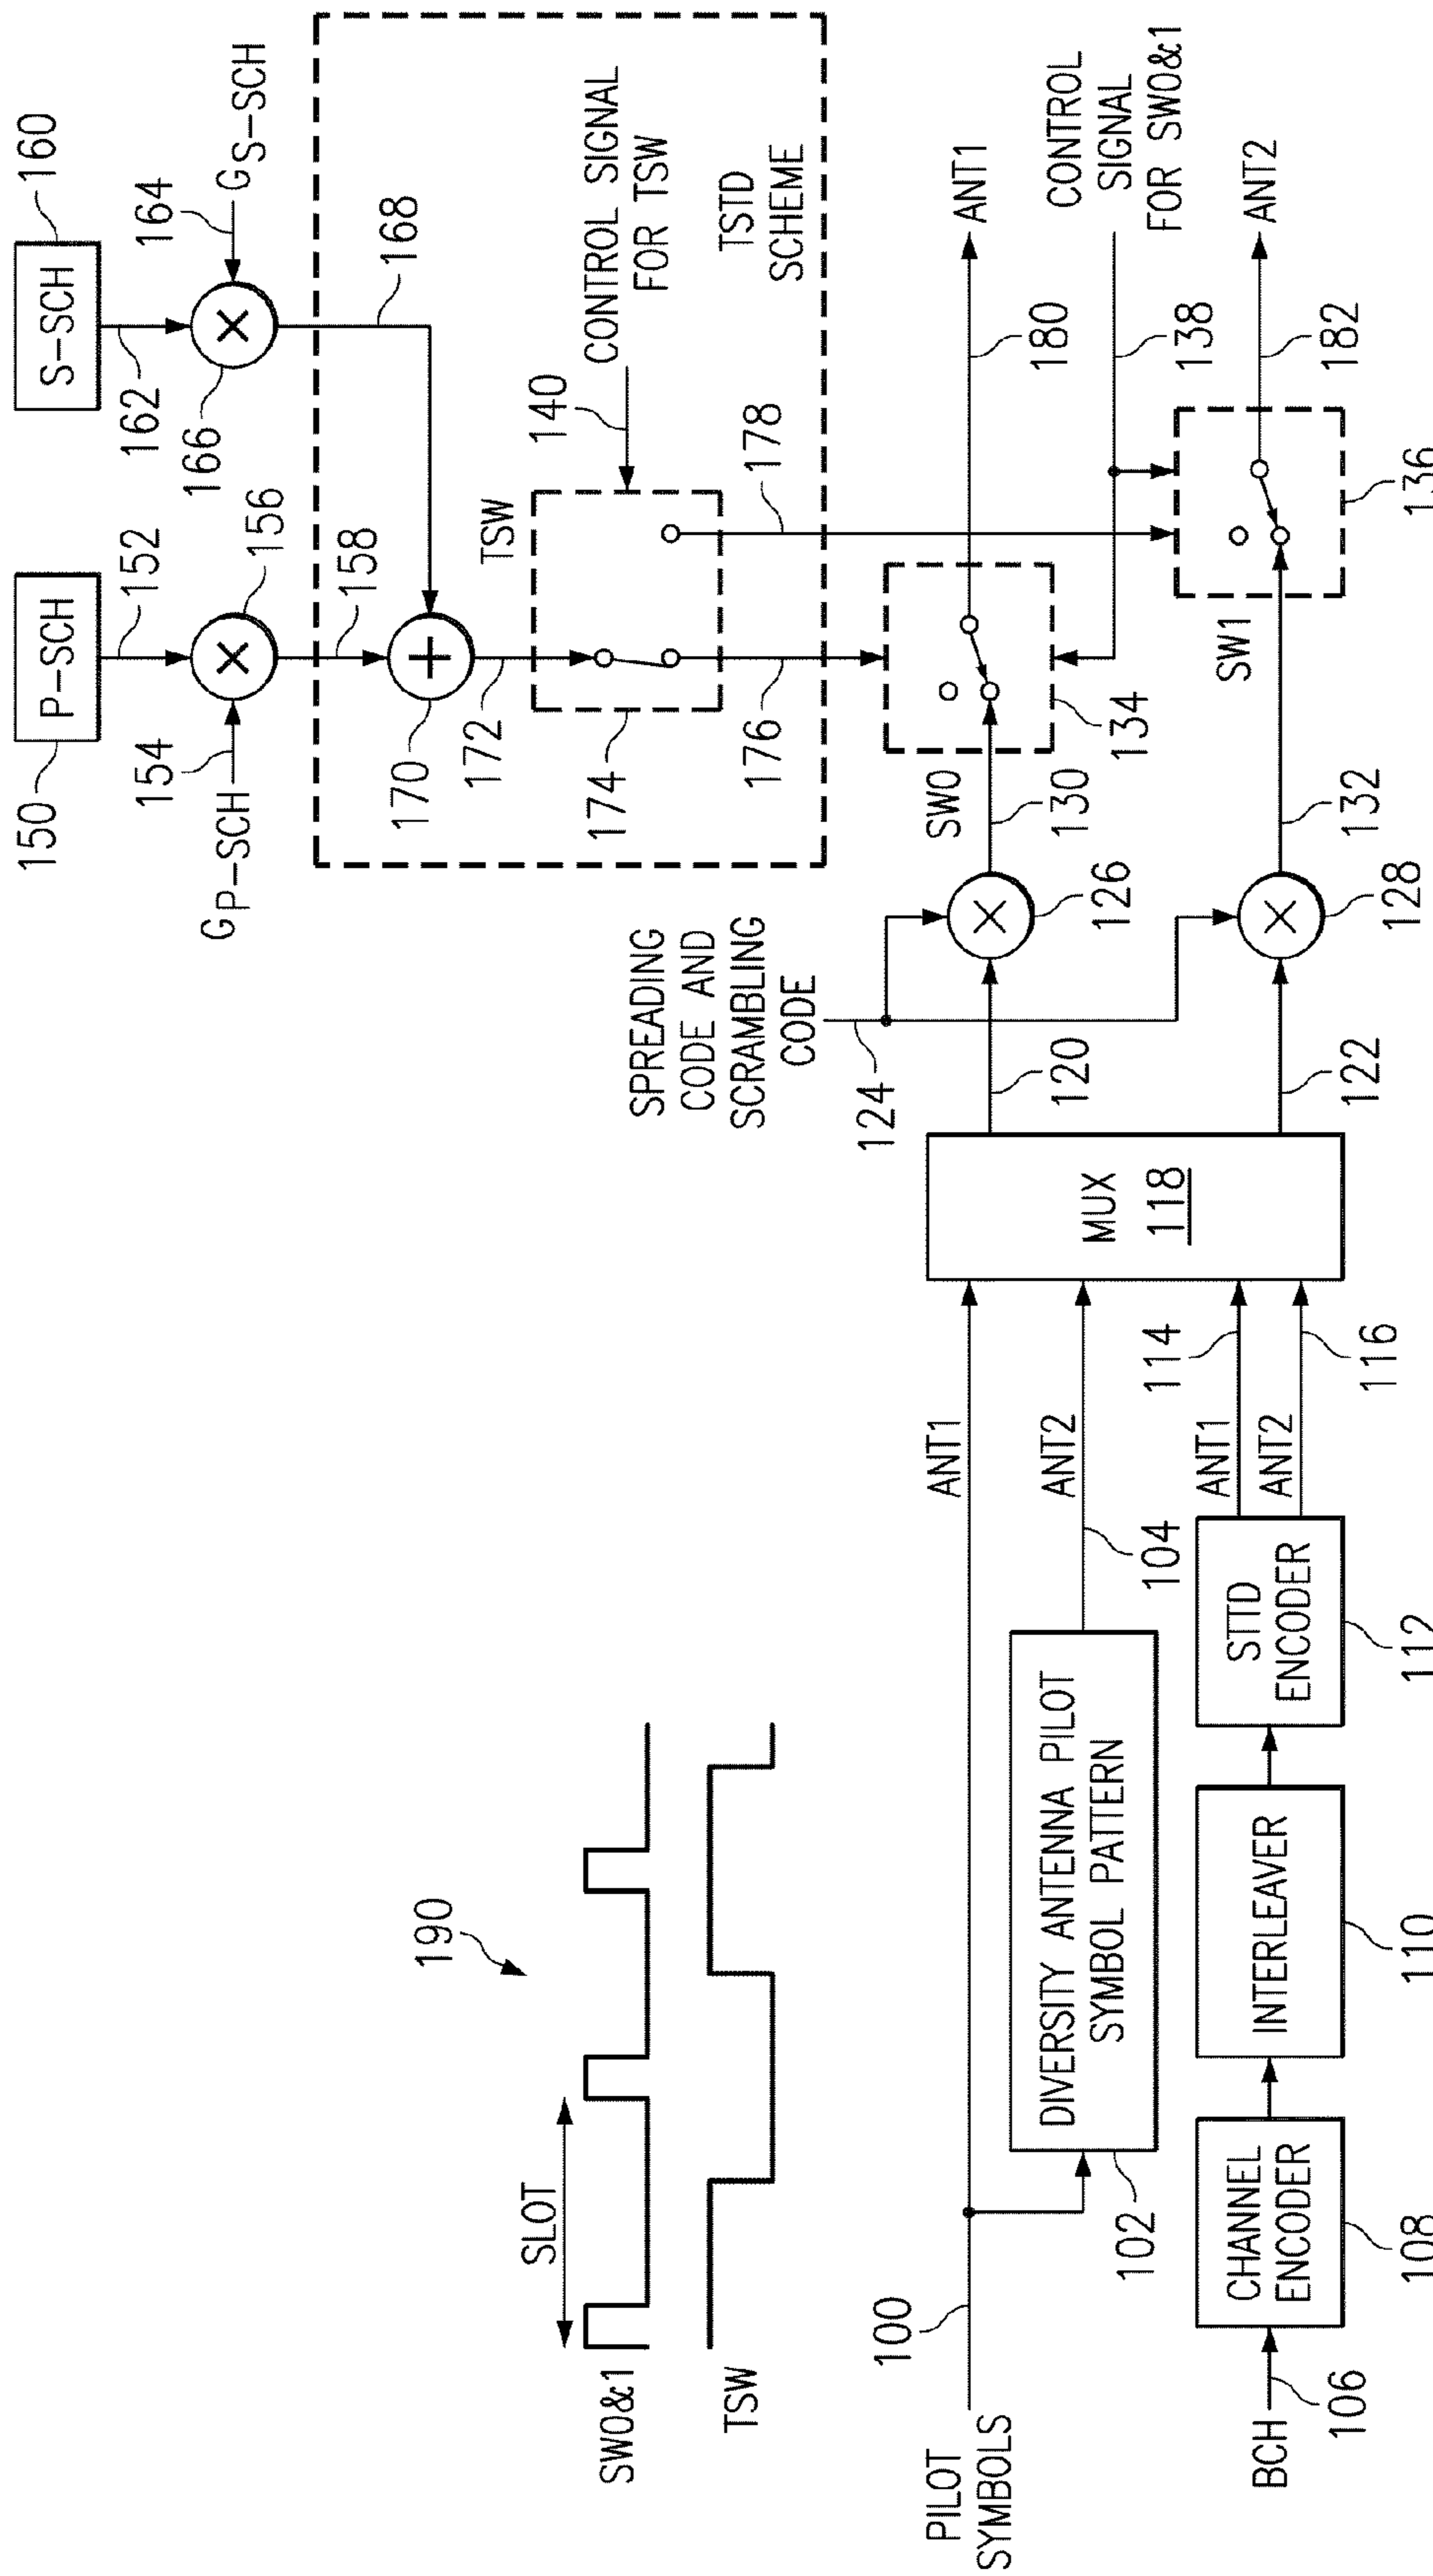 P-SCH
150
152
154
G P-SCH
156
158
S-SCH
160
162
164
G S-SCH
166
168
170
172
TSW
174
140
CONTROL SIGNAL
FOR TSW
TSTD
SCHEME
176
178
190
SLOT
SW0&1
TSW
SPREADING
CODE AND
SCRAMBLING
CODE
124
SW0
130
134
180
ANT1
CONTROL
SIGNAL
FOR SW0&1
138
PILOT
SYMBOLS
100
ANT1
DIVERSITY ANTENNA PILOT
SYMBOL PATTERN
102
104
ANT2
MUX
118
120
122
126
128
132
SW1
136
182
ANT2
BCH
106
CHANNEL
ENCODER
108
INTERLEAVER
110
STTD
ENCODER
112
ANT1
114
ANT2
116